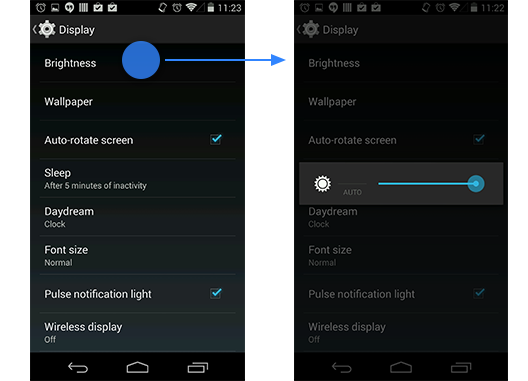 11:23
Display
Brightness
Wallpaper
Auto-rotate screen
Sleep
After 5 minutes of inactivity
Daydream
Clock
Font size
Normal
Pulse notification light
Wireless display
Off
11:22
Display
Brightness
Wallpaper
Auto-rotate screen
AUTO
Daydream
Clock
Font size
Normal
Pulse notification light
Wireless display
Off